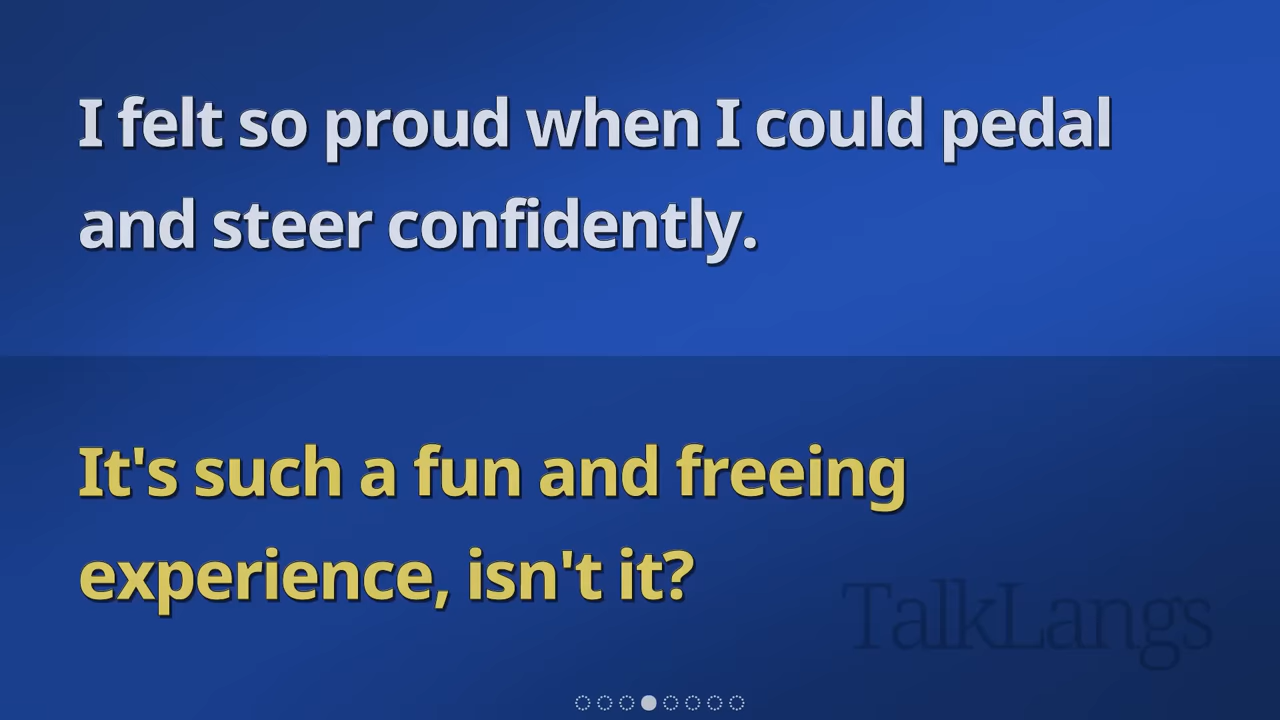 I felt so proud when I could pedal
and steer confidently.
It's such a fun and freeing
experience, isn't it?
TalkLangs